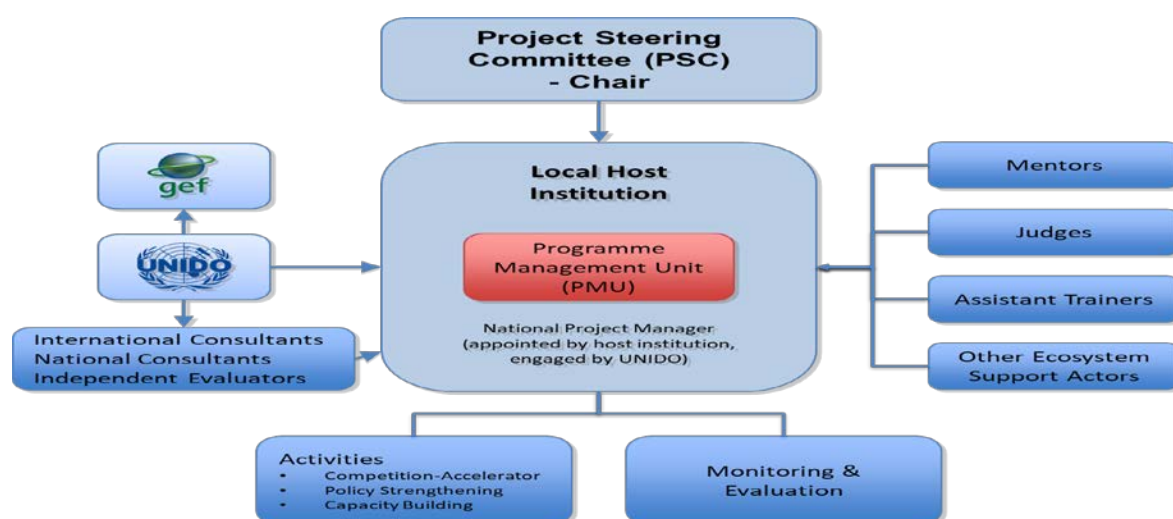 Project Steering
Committee (PSC)
- Chair
gef
UNIDO
International Consultants
National Consultants
Independent Evaluators
Local Host
Institution
Programme
Management Unit
(PMU)
National Project Manager
(appointed by host institution,
engaged by UNIDO)
Mentors
Judges
Assistant Trainers
Other Ecosystem
Support Actors
Activities
• Competition-Accelerator
• Policy Strengthening
• Capacity Building
Monitoring &
Evaluation